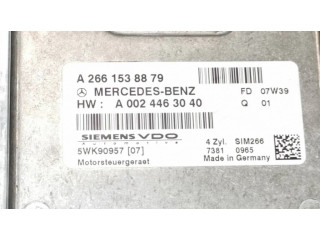 A 266 153 88 79
MERCEDES-BENZ FD 07W39
HW : A 002 446 30 40 Q 01
SIEMENS VDO
Automotive
4 Zyl. SIM266
5WK90957 [07] 7381 0965
Motorsteuergeraet Made in Germany